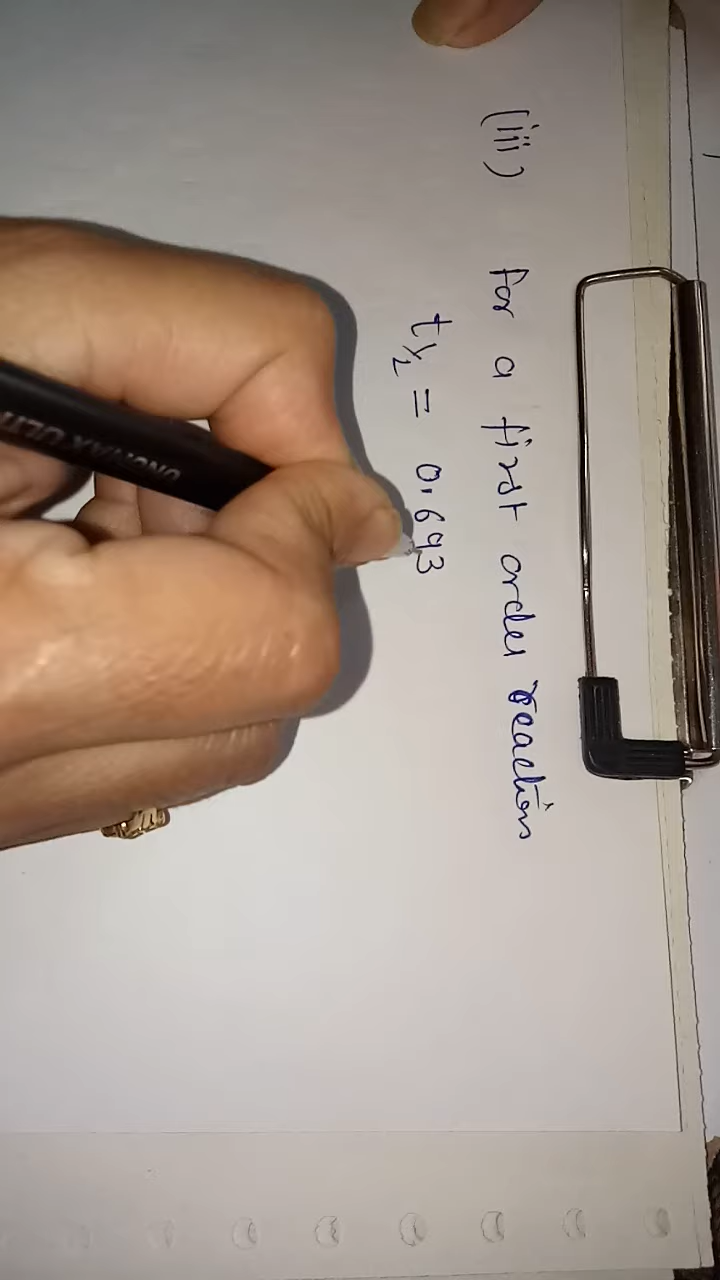 (iii) For a first order reaction
t1/2 = 0.693